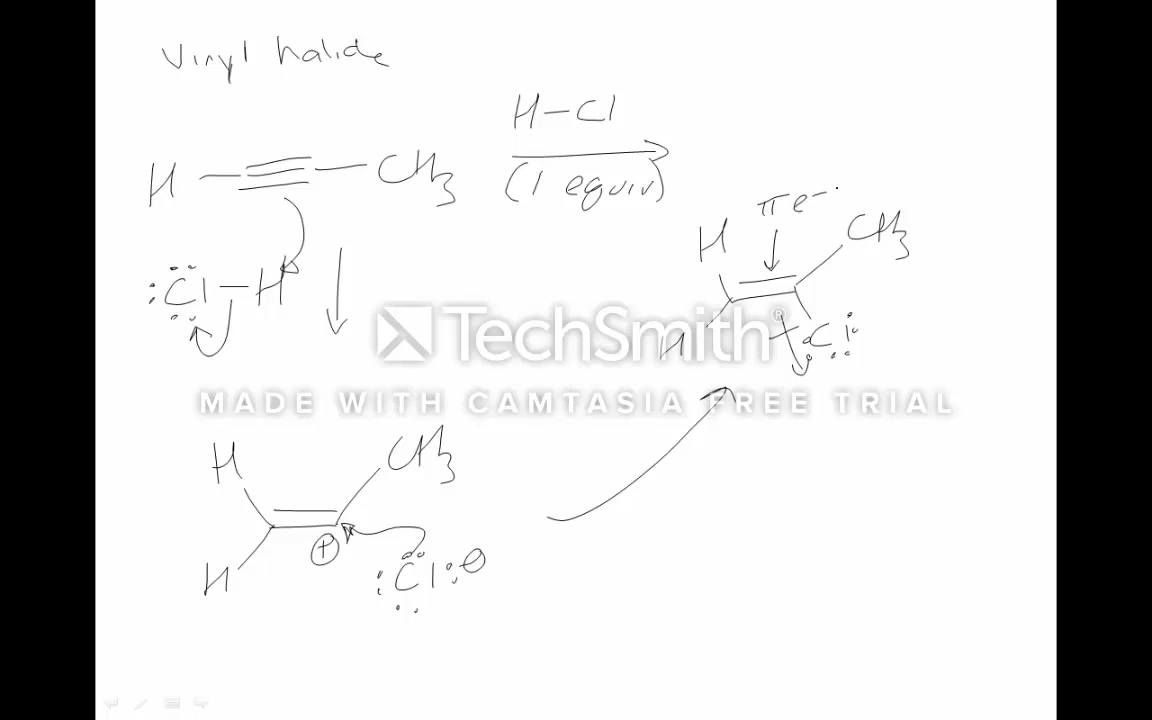 Vinyl halide
H-Cl
H ≡ CH3
(1 equiv)
π e-
H CH3
:Cl-H
TechSmith®
H Cl
MADE WITH CAMTASIA FREE TRIAL
H CH3
⊕
H :Cl: ⊖